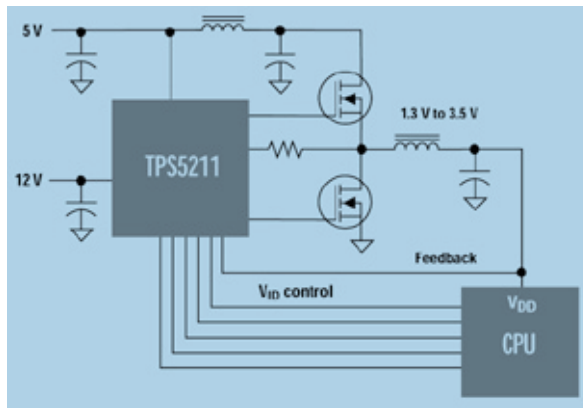 5 V
1.3 V to 3.5 V
TPS5211
12 V
Feedback
VID control
VDD
CPU